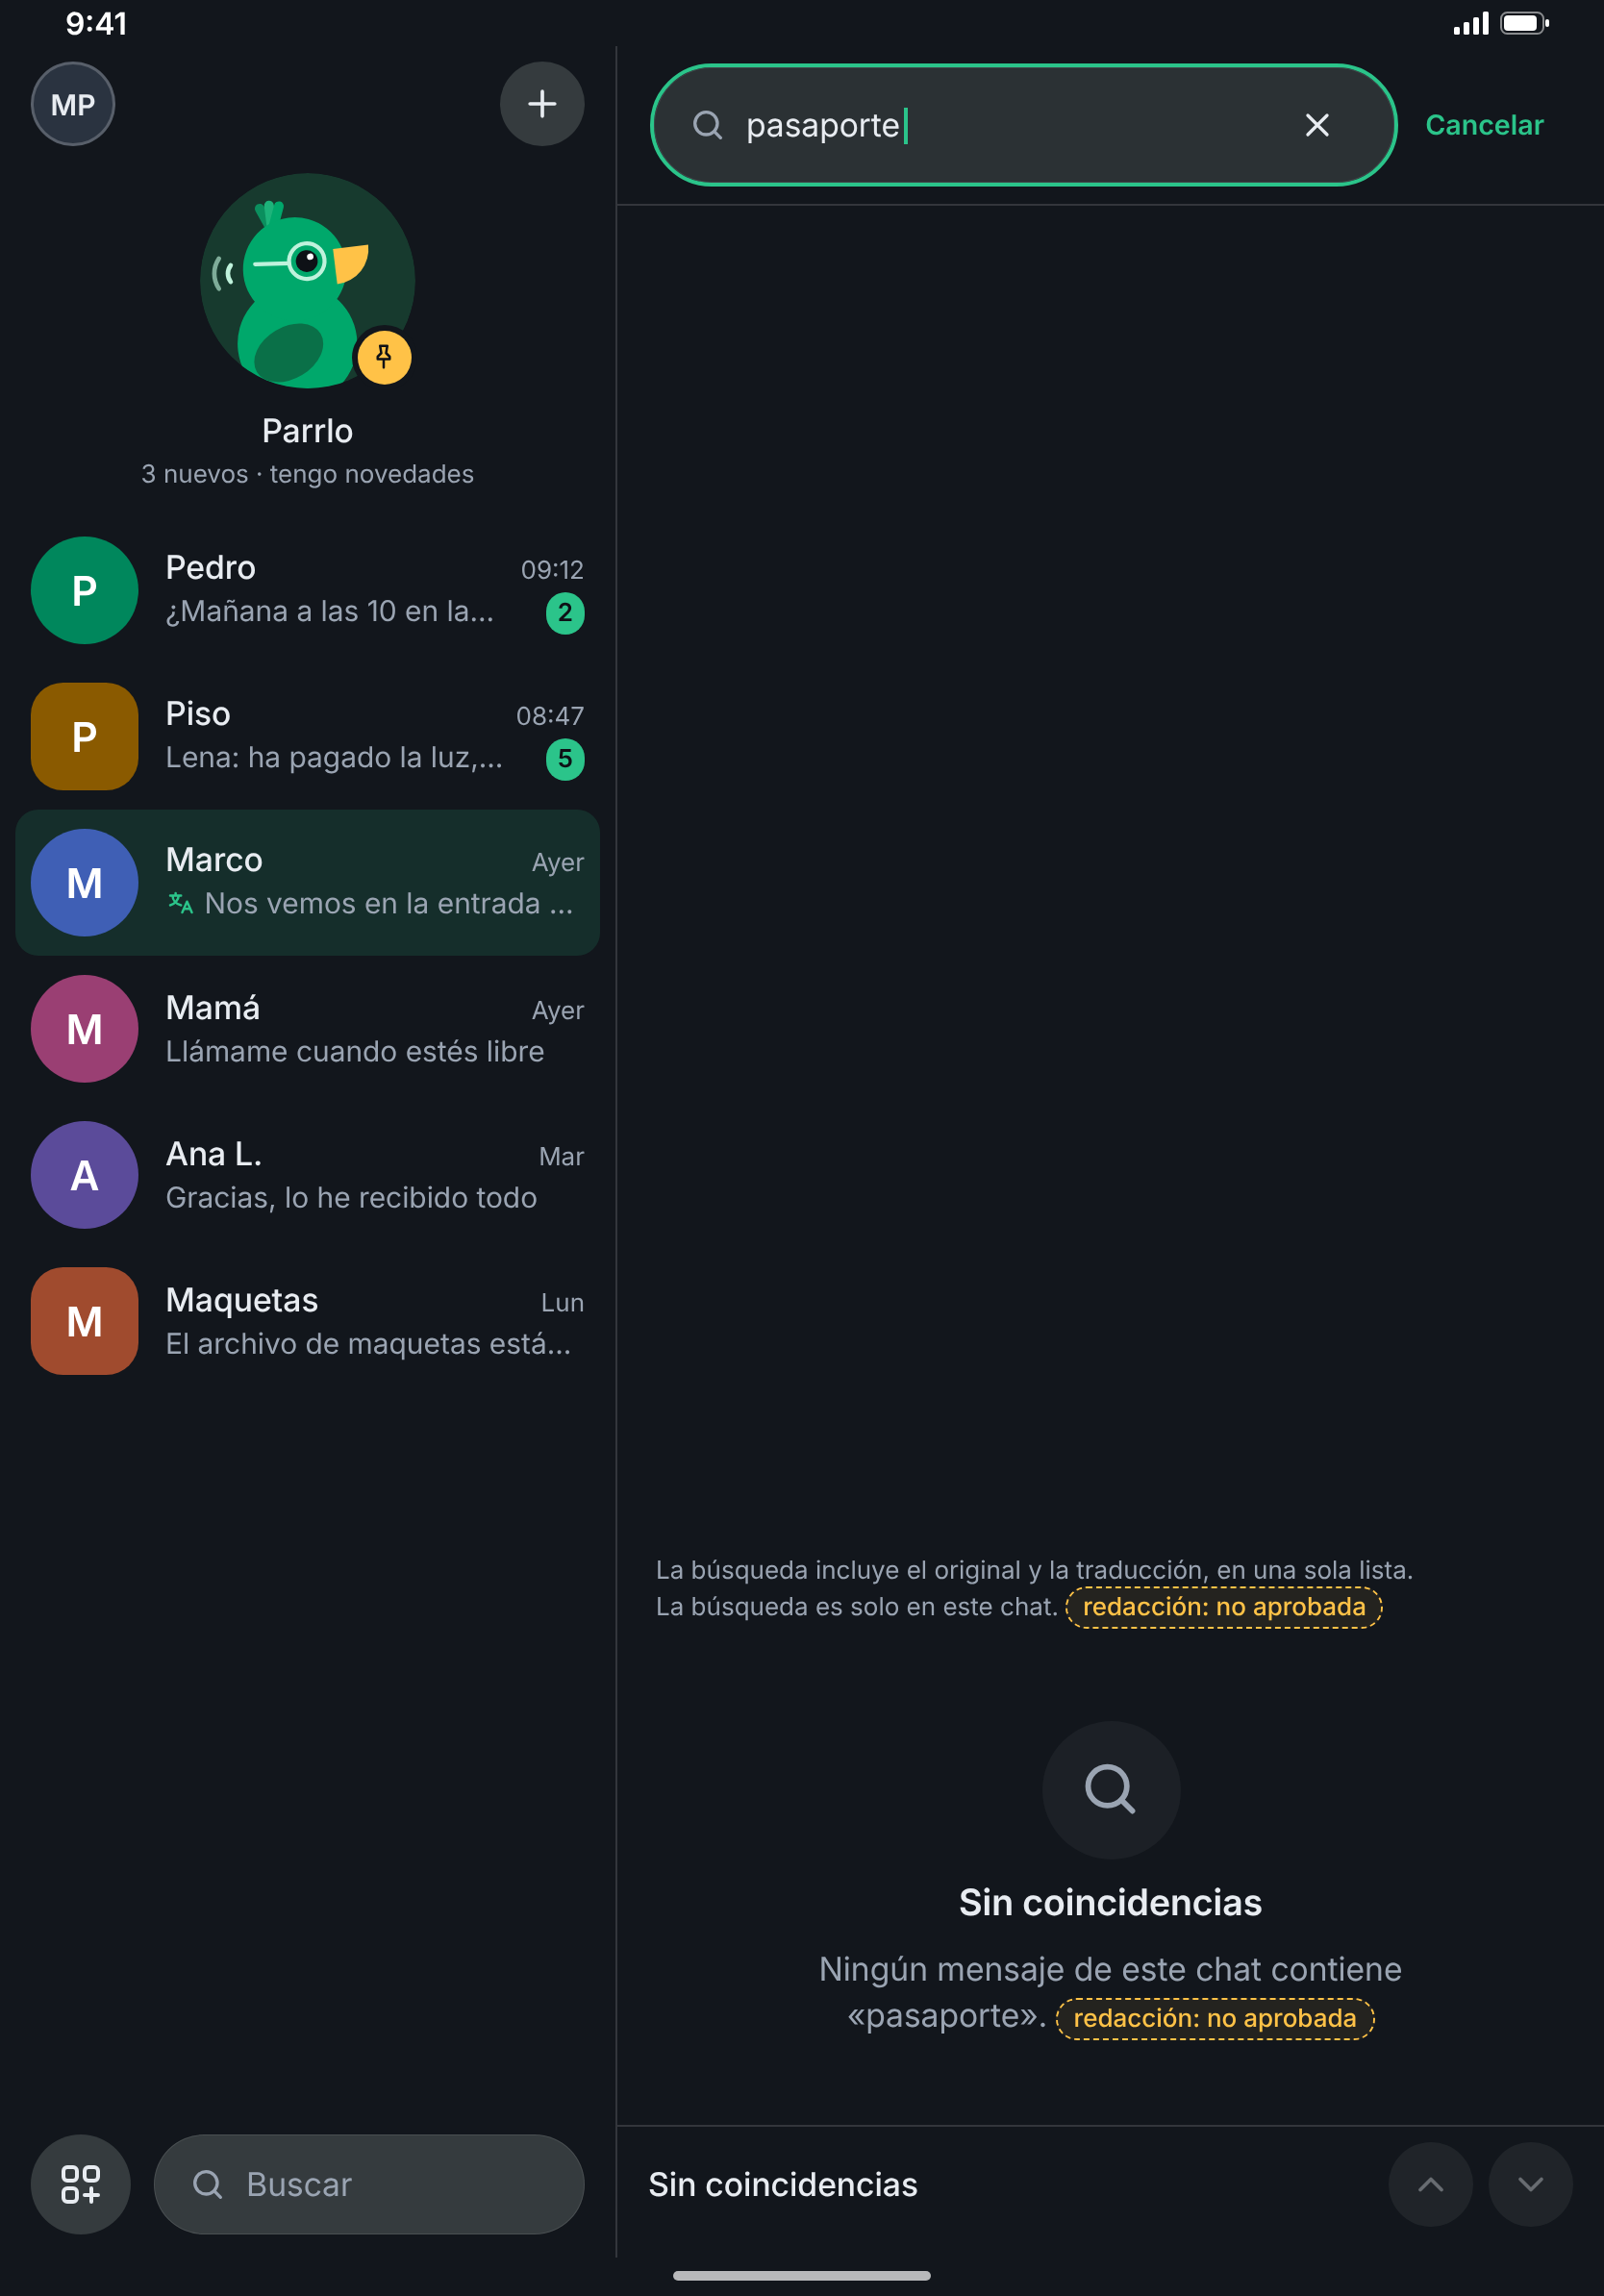 9:41
MP
Parrlo
3 nuevos · tengo novedades
P
Pedro
09:12
¿Mañana a las 10 en la...
2
P
Piso
08:47
Lena: ha pagado la luz,...
5
M
Marco
Ayer
Nos vemos en la entrada ...
M
Mamá
Ayer
Llámame cuando estés libre
A
Ana L.
Mar
Gracias, lo he recibido todo
M
Maquetas
Lun
El archivo de maquetas está...
Buscar
pasaporte
Cancelar
La búsqueda incluye el original y la traducción, en una sola lista.
La búsqueda es solo en este chat. redacción: no aprobada
Sin coincidencias
Ningún mensaje de este chat contiene
«pasaporte». redacción: no aprobada
Sin coincidencias